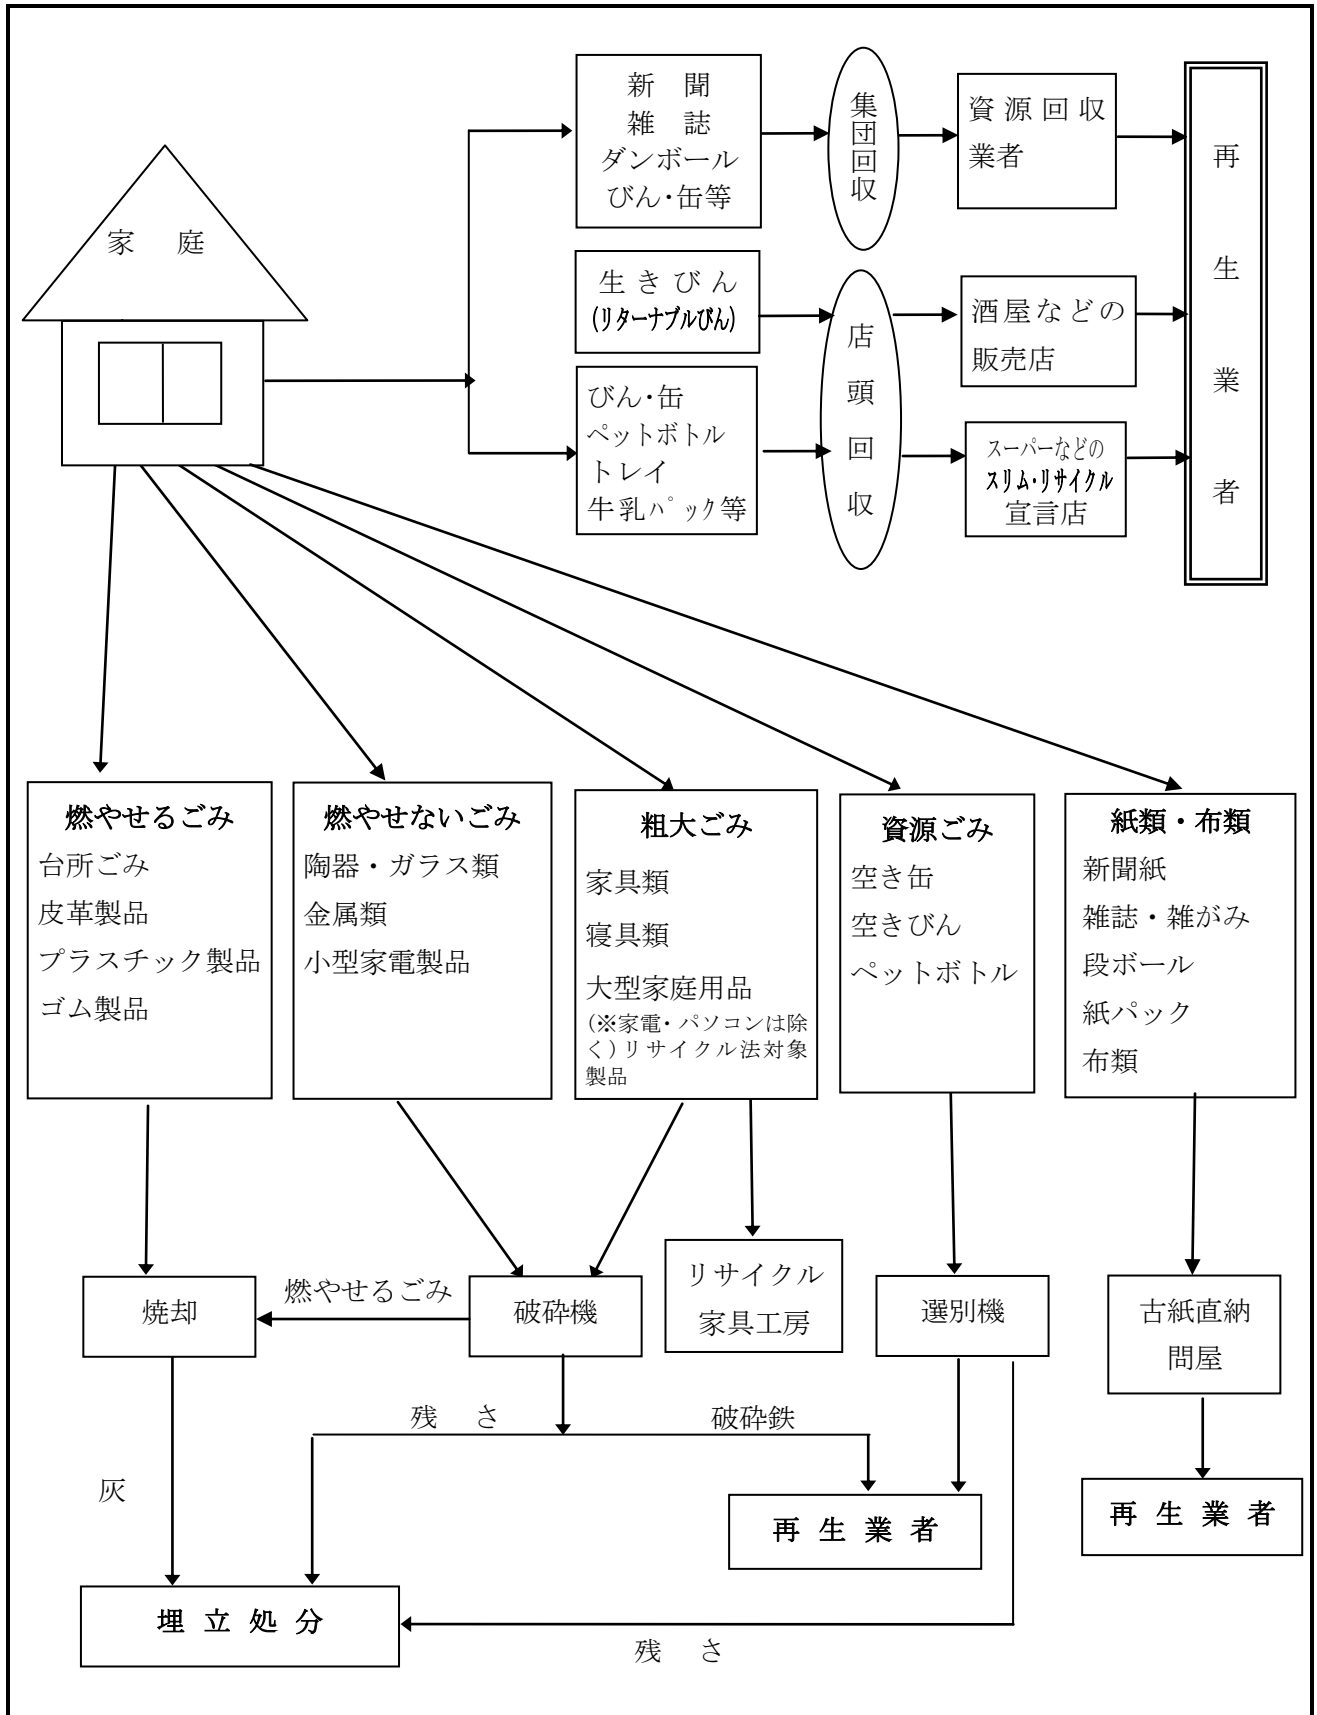 家　庭
新　聞
雑　誌
ダンボール
びん・缶等
集団回収
資源回収
業者
再生業者
生きびん
(リターナブルびん)
店頭回収
酒屋などの
販売店
びん・缶
ペットボトル
トレイ
牛乳パック等
スーパーなどの
スリム・リサイクル
宣言店
燃やせるごみ
台所ごみ
皮革製品
プラスチック製品
ゴム製品
燃やせないごみ
陶器・ガラス類
金属類
小型家電製品
粗大ごみ
家具類
寝具類
大型家庭用品
(※家電・パソコンは除
く)リサイクル法対象
製品
資源ごみ
空き缶
空きびん
ペットボトル
紙類・布類
新聞紙
雑誌・雑がみ
段ボール
紙パック
布類
焼却
燃やせるごみ
破砕機
リサイクル
家具工房
選別機
古紙直納
問屋
残　さ
破砕鉄
灰
再生業者
再生業者
埋立処分
残　さ